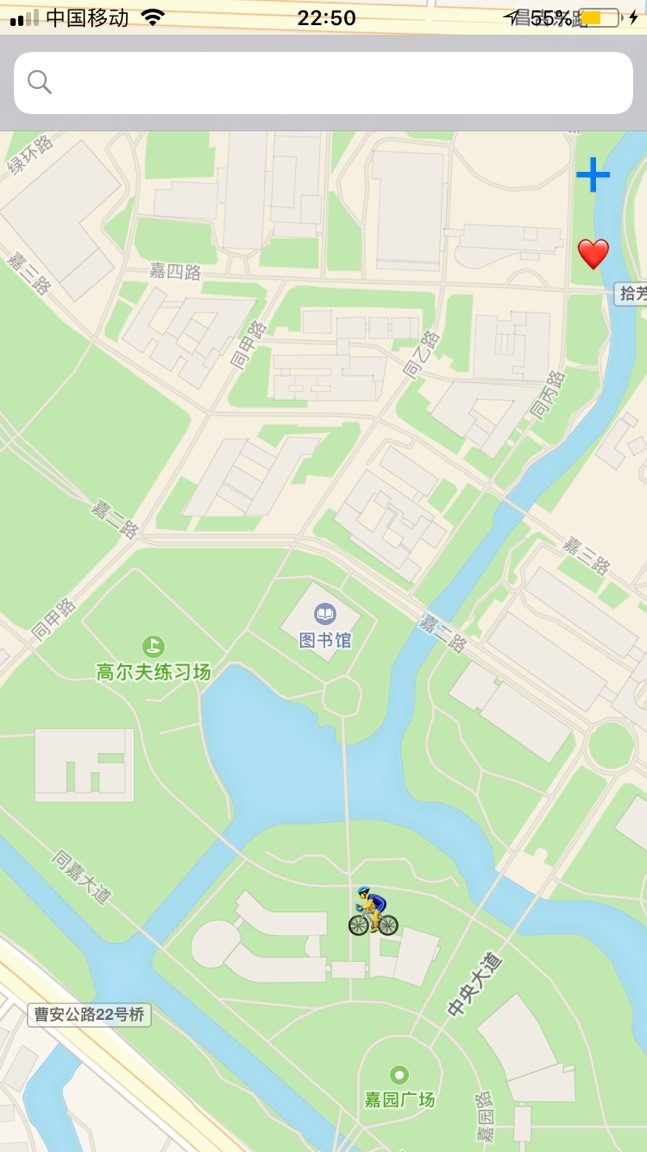 中国移动
22:50
55%
绿环路
嘉四路
嘉三路
拾芳
同甲路
同乙路
同丙路
嘉二路
嘉三路
同甲路
图书馆
嘉二路
高尔夫练习场
同嘉大道
中央大道
曹安公路22号桥
嘉园广场
嘉园路